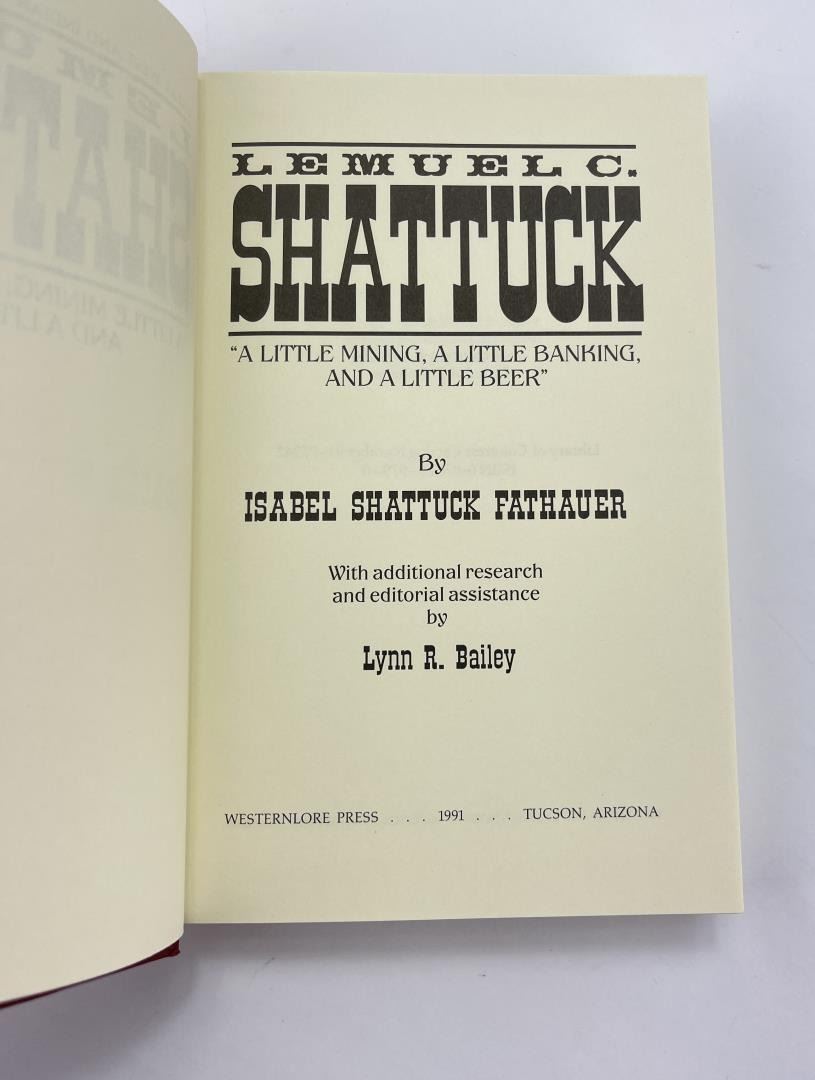 LEMUEL C.
SHATTUCK
“A LITTLE MINING, A LITTLE BANKING,
AND A LITTLE BEER”
By
ISABEL SHATTUCK FATHAUER
With additional research
and editorial assistance
by
Lynn R. Bailey
WESTERNLORE PRESS . . . 1991 . . . TUCSON, ARIZONA